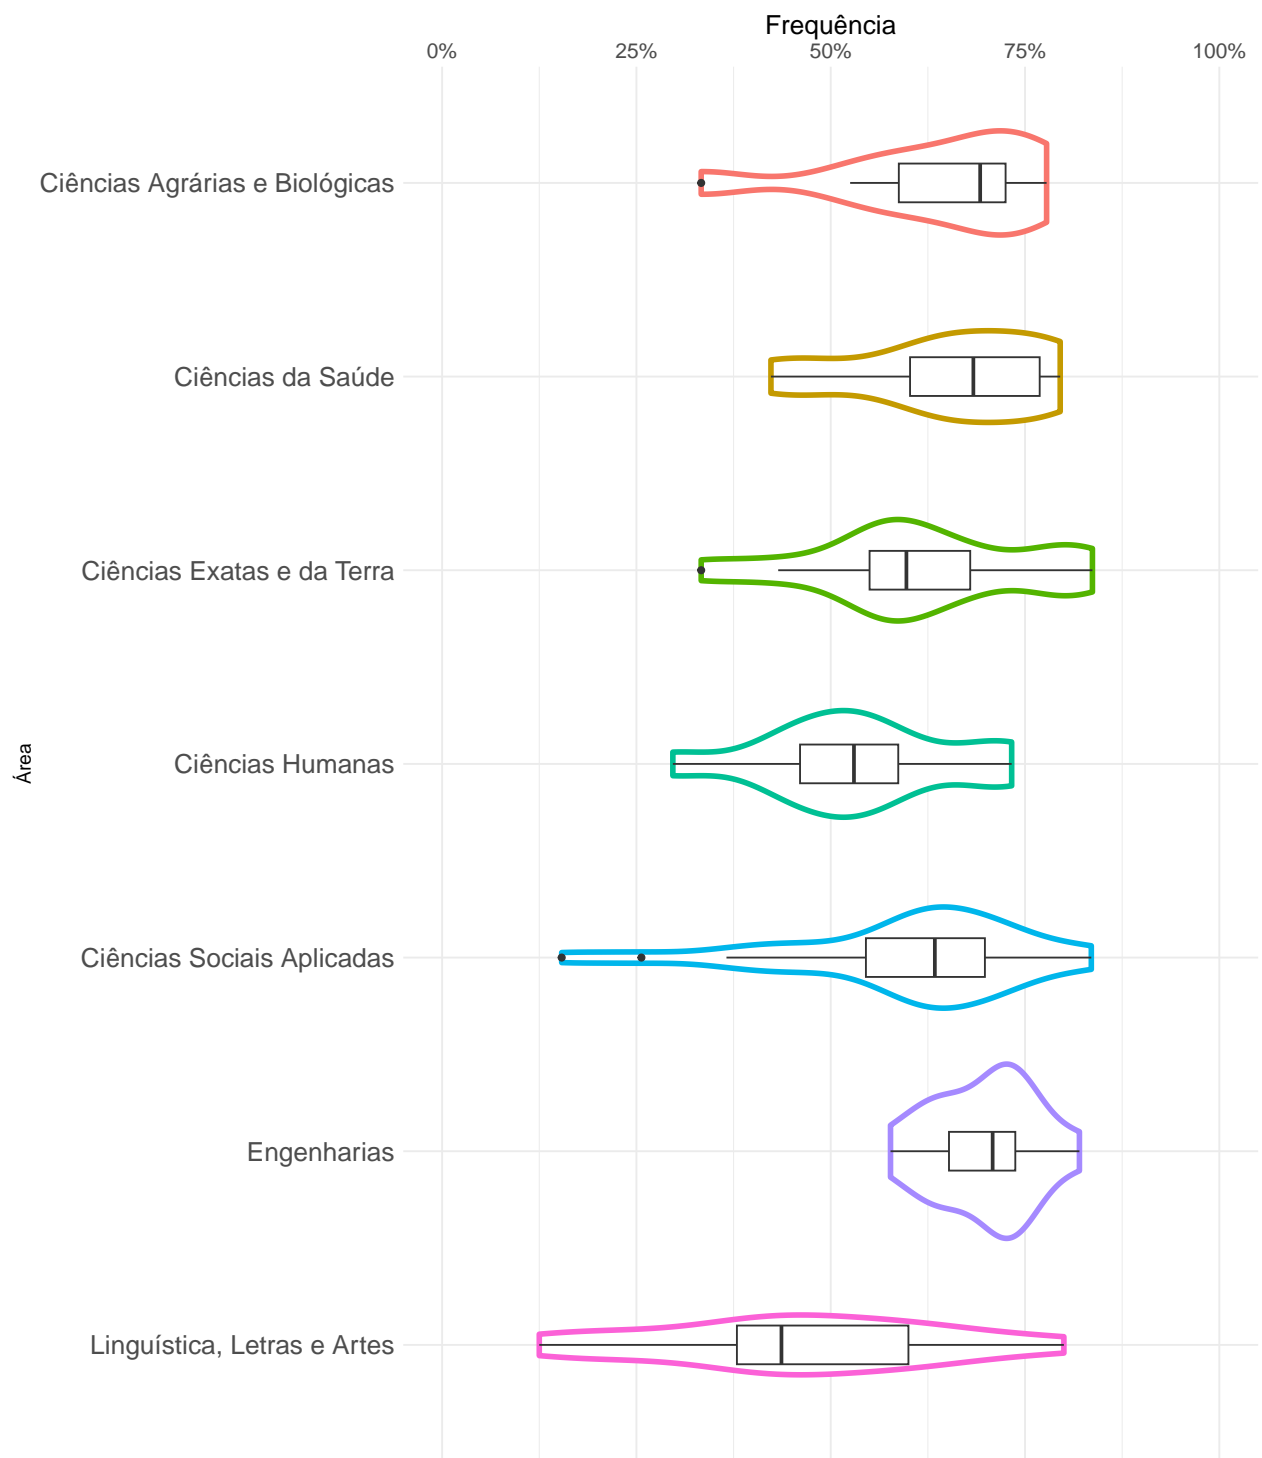 Frequência
0% 25% 50% 75% 100%
Ciências Agrárias e Biológicas
Ciências da Saúde
Ciências Exatas e da Terra
Ciências Humanas
Área
Ciências Sociais Aplicadas
Engenharias
Linguística, Letras e Artes